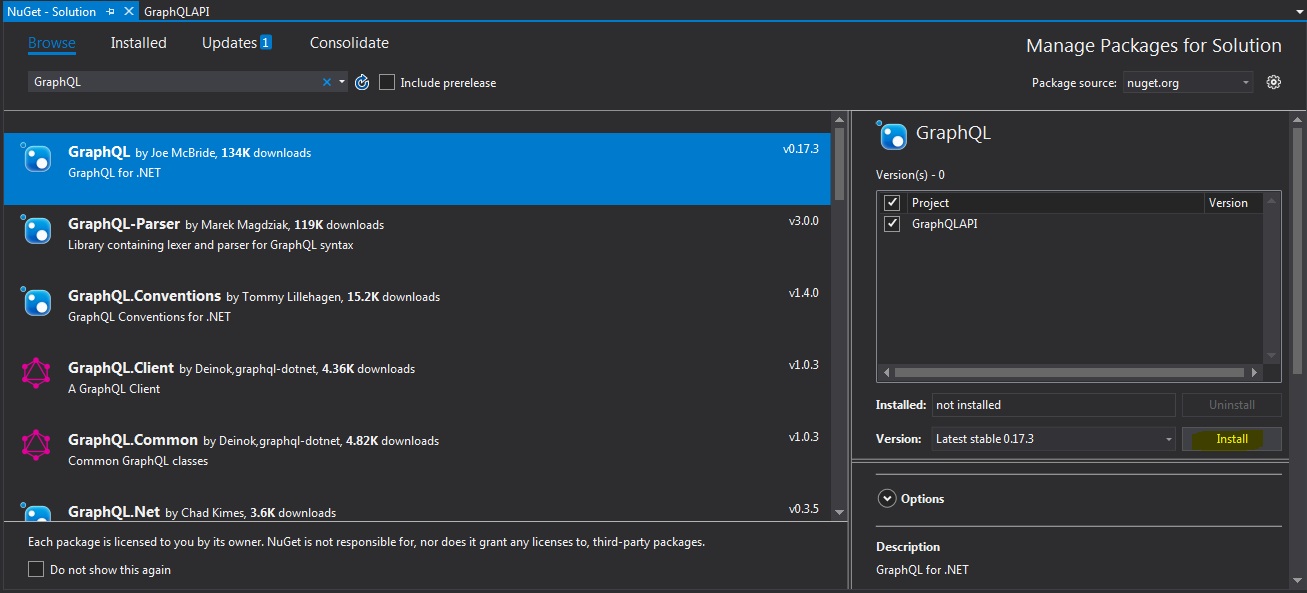 NuGet - Solution GraphQLAPI
Browse Installed Updates 1 Consolidate
Manage Packages for Solution
GraphQL Include prerelease
Package source: nuget.org
GraphQL by Joe McBride, 134K downloads v0.17.3
GraphQL for .NET
GraphQL-Parser by Marek Magdziak, 119K downloads v3.0.0
Library containing lexer and parser for GraphQL syntax
GraphQL.Conventions by Tommy Lillehagen, 15.2K downloads v1.4.0
GraphQL Conventions for .NET
GraphQL.Client by Deinok,graphql-dotnet, 4.36K downloads v1.0.3
A GraphQL Client
GraphQL.Common by Deinok,graphql-dotnet, 4.82K downloads v1.0.3
Common GraphQL classes
GraphQL.Net by Chad Kimes, 3.6K downloads v0.3.5
Each package is licensed to you by its owner. NuGet is not responsible for, nor does it grant any licenses to, third-party packages.
Do not show this again
GraphQL
Version(s) - 0
Project Version
GraphQLAPI
Installed: not installed Uninstall
Version: Latest stable 0.17.3 Install
Options
Description
GraphQL for .NET